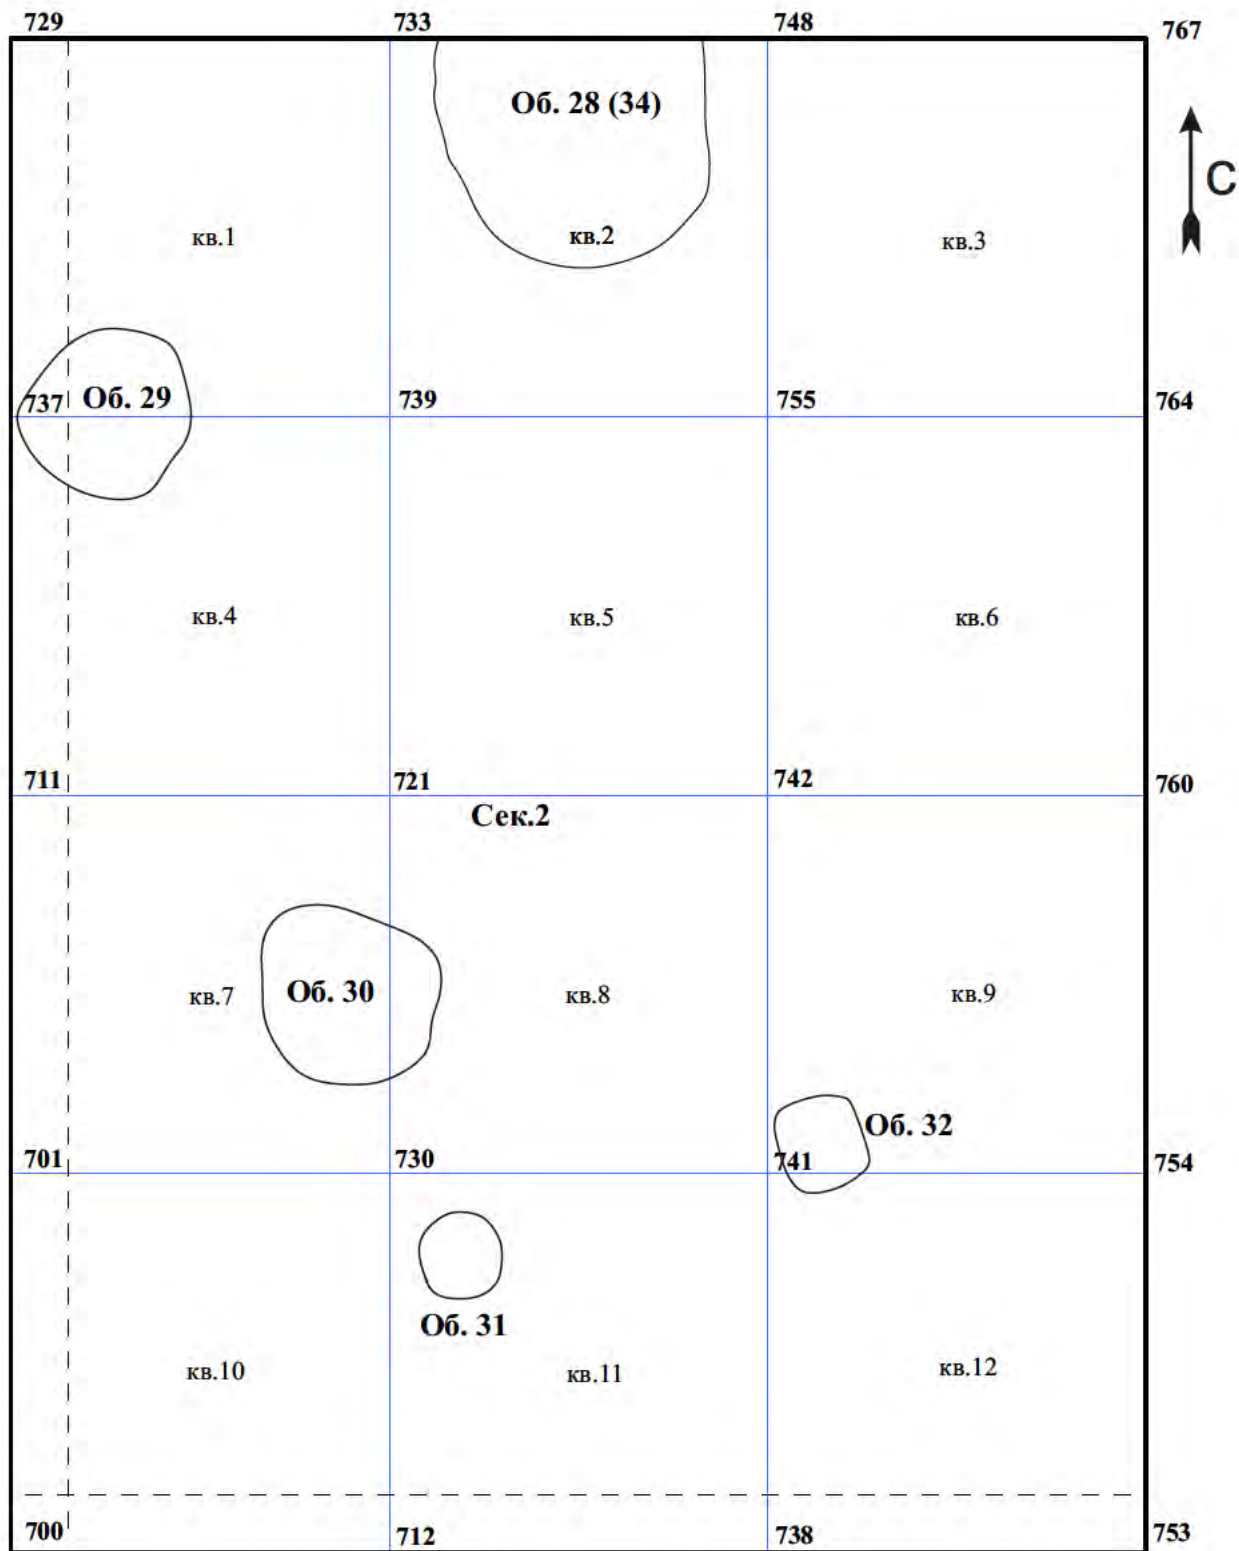 729 733 748 767
Об. 28 (34)
С
кв.1 кв.2 кв.3
737 Об. 29 739 755 764
кв.4 кв.5 кв.6
711 721 742 760
Сек.2
кв.7 Об. 30 кв.8 кв.9
Об. 32
701 730 741 754
Об. 31
кв.10 кв.11 кв.12
700 712 738 753